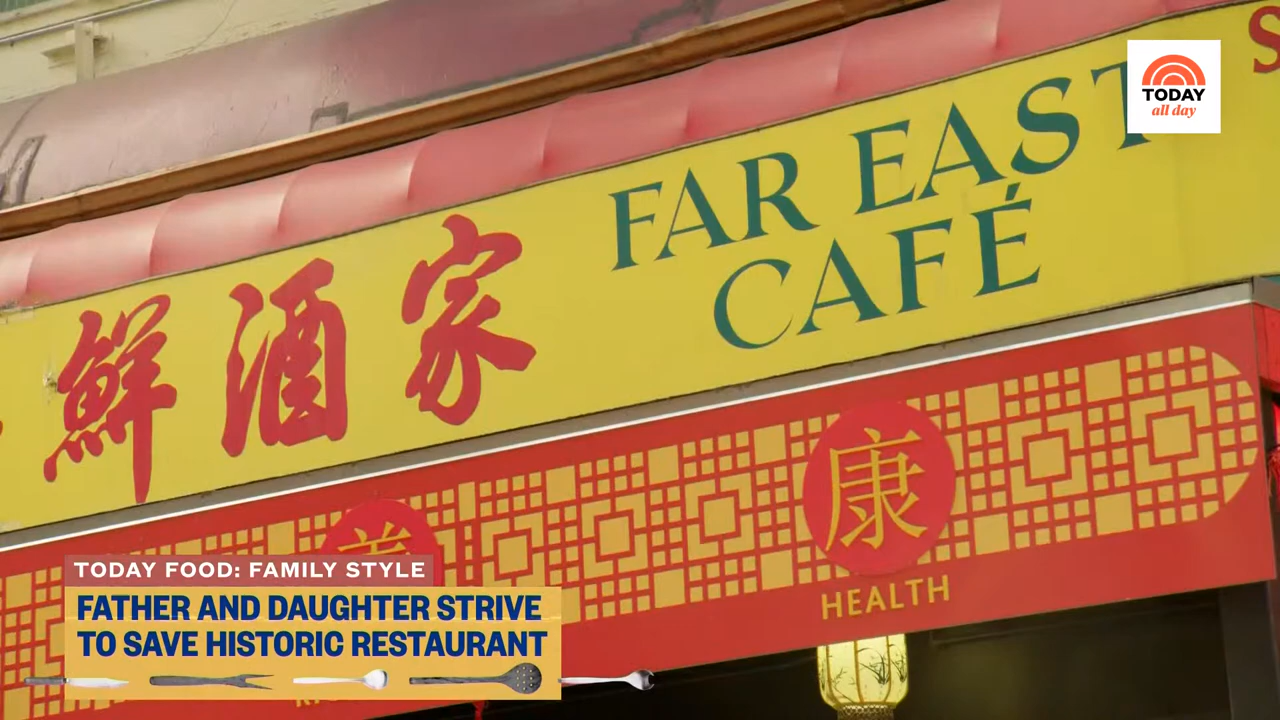 鮮酒家
FAR EAST
CAFÉ
S
TODAY
all day
康
HEALTH
義
TODAY FOOD: FAMILY STYLE
FATHER AND DAUGHTER STRIVE
TO SAVE HISTORIC RESTAURANT